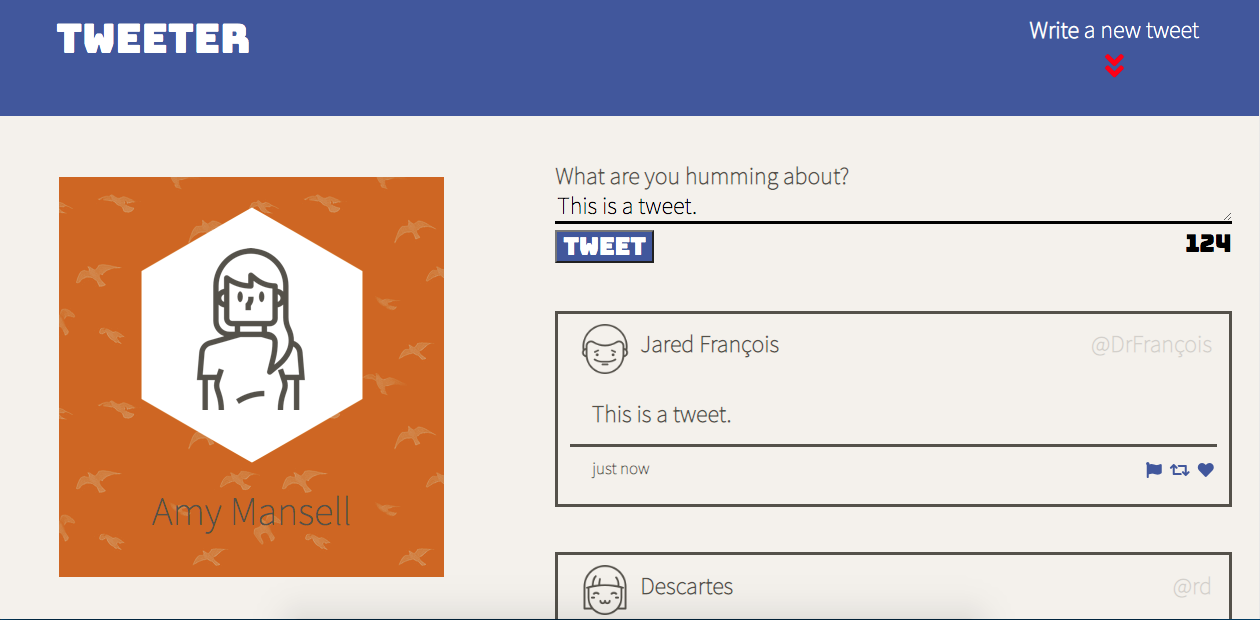 TWEETER
Write a new tweet
Amy Mansell
What are you humming about?
This is a tweet.
TWEET
124
Jared François
@DrFrançois
This is a tweet.
just now
Descartes
@rd